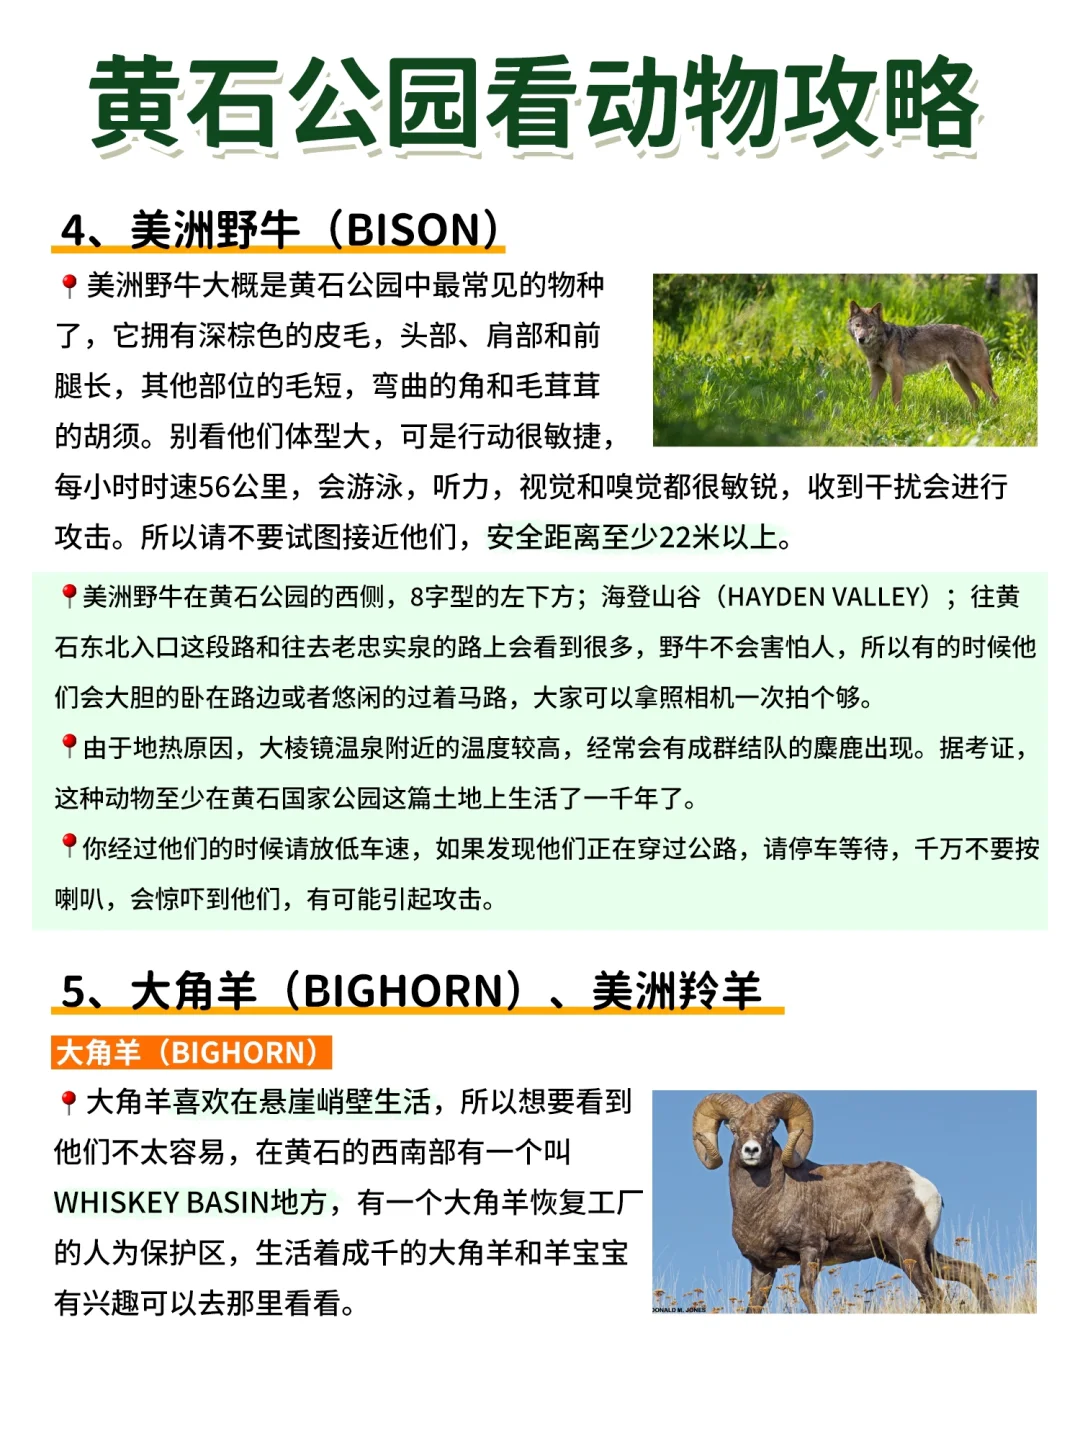 黄石公园看动物攻略
4、美洲野牛（BISON）
📍美洲野牛大概是黄石公园中最常见的物种
了，它拥有深棕色的皮毛，头部、肩部和前
腿长，其他部位的毛短，弯曲的角和毛茸茸
的胡须。别看他们体型大，可是行动很敏捷，
每小时时速56公里，会游泳，听力，视觉和嗅觉都很敏锐，收到干扰会进行
攻击。所以请不要试图接近他们，安全距离至少22米以上。
📍美洲野牛在黄石公园的西侧，8字型的左下方；海登山谷（HAYDEN VALLEY）；往黄
石东北入口这段路和往去老忠实泉的路上会看到很多，野牛不会害怕人，所以有的时候他
们会大胆的卧在路边或者悠闲的过着马路，大家可以拿照相机一次拍个够。
📍由于地热原因，大棱镜温泉附近的温度较高，经常会有成群结队的麋鹿出现。据考证，
这种动物至少在黄石国家公园这篇土地上生活了一千年了。
📍你经过他们的时候请放低车速，如果发现他们正在穿过公路，请停车等待，千万不要按
喇叭，会惊吓到他们，有可能引起攻击。
5、大角羊（BIGHORN）、美洲羚羊
大角羊（BIGHORN）
📍大角羊喜欢在悬崖峭壁生活，所以想要看到
他们不太容易，在黄石的西南部有一个叫
WHISKEY BASIN地方，有一个大角羊恢复工厂
的人为保护区，生活着成千的大角羊和羊宝宝
有兴趣可以去那里看看。
DONALD M. JONES